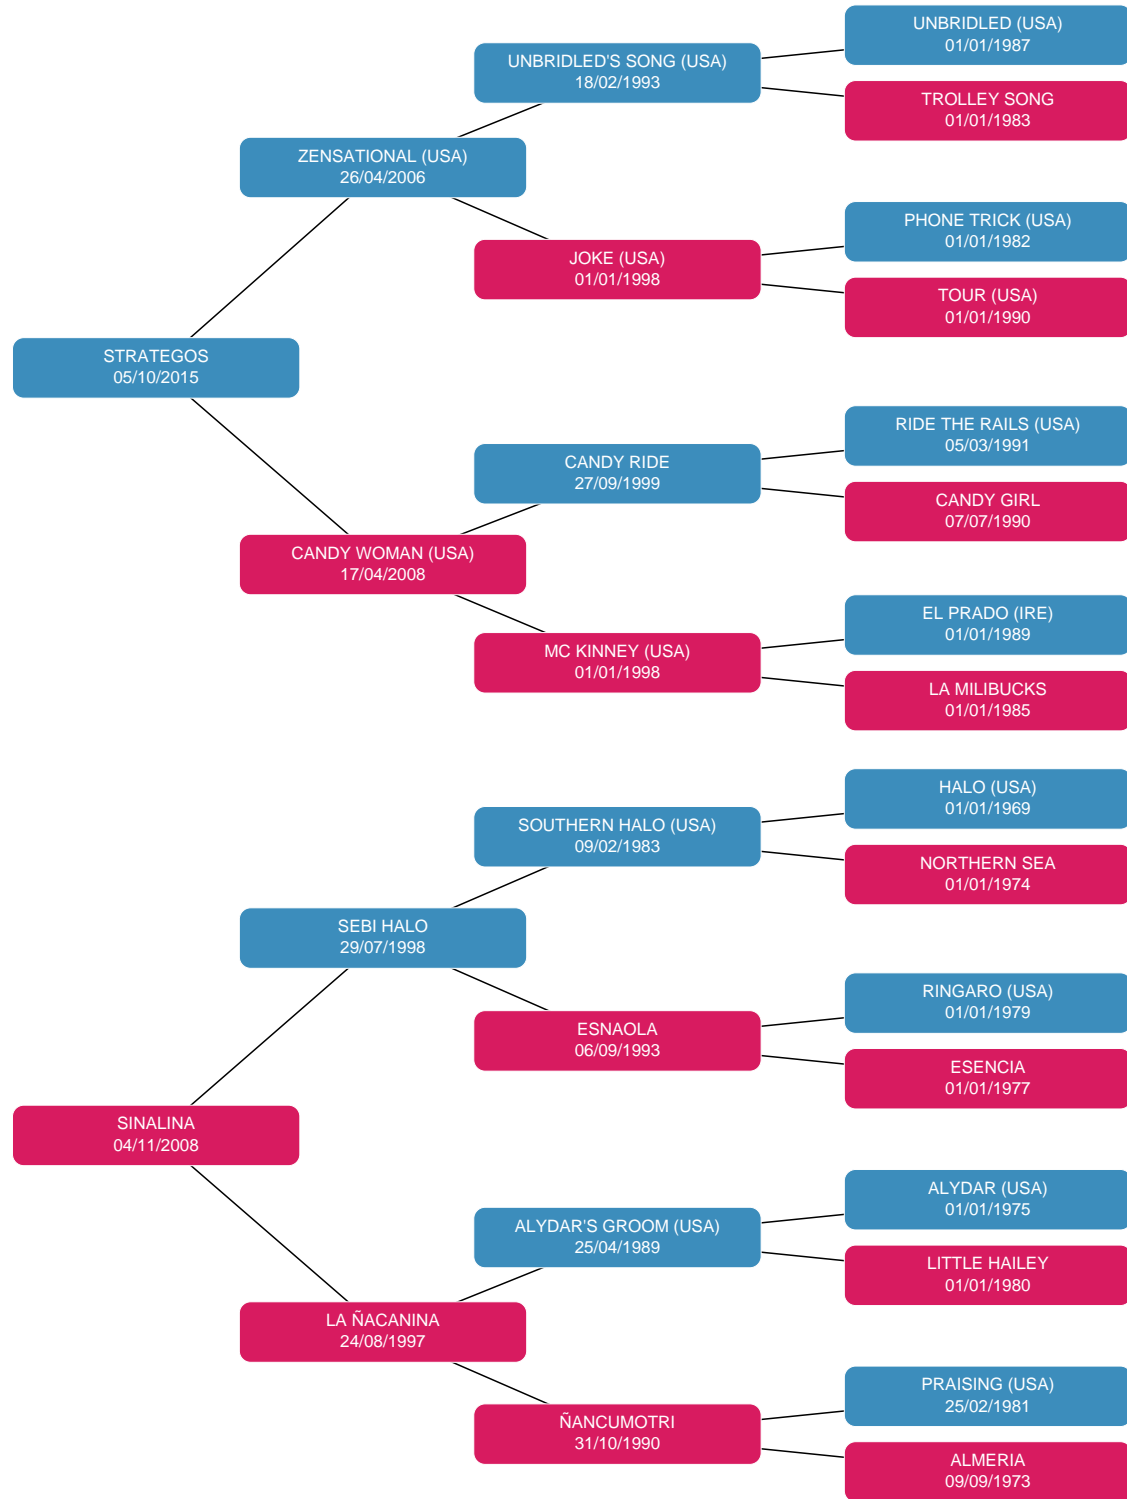 UNBRIDLED (USA)
01/01/1987
UNBRIDLED'S SONG (USA)
18/02/1993
TROLLEY SONG
01/01/1983
ZENSATIONAL (USA)
26/04/2006
PHONE TRICK (USA)
01/01/1982
JOKE (USA)
01/01/1998
TOUR (USA)
01/01/1990
STRATEGOS
05/10/2015
RIDE THE RAILS (USA)
05/03/1991
CANDY RIDE
27/09/1999
CANDY GIRL
07/07/1990
CANDY WOMAN (USA)
17/04/2008
EL PRADO (IRE)
01/01/1989
MC KINNEY (USA)
01/01/1998
LA MILIBUCKS
01/01/1985
HALO (USA)
01/01/1969
SOUTHERN HALO (USA)
09/02/1983
NORTHERN SEA
01/01/1974
SEBI HALO
29/07/1998
RINGARO (USA)
01/01/1979
ESNAOLA
06/09/1993
ESENCIA
01/01/1977
SINALINA
04/11/2008
ALYDAR (USA)
01/01/1975
ALYDAR'S GROOM (USA)
25/04/1989
LITTLE HAILEY
01/01/1980
LA ÑACANINA
24/08/1997
PRAISING (USA)
25/02/1981
ÑANCUMOTRI
31/10/1990
ALMERIA
09/09/1973